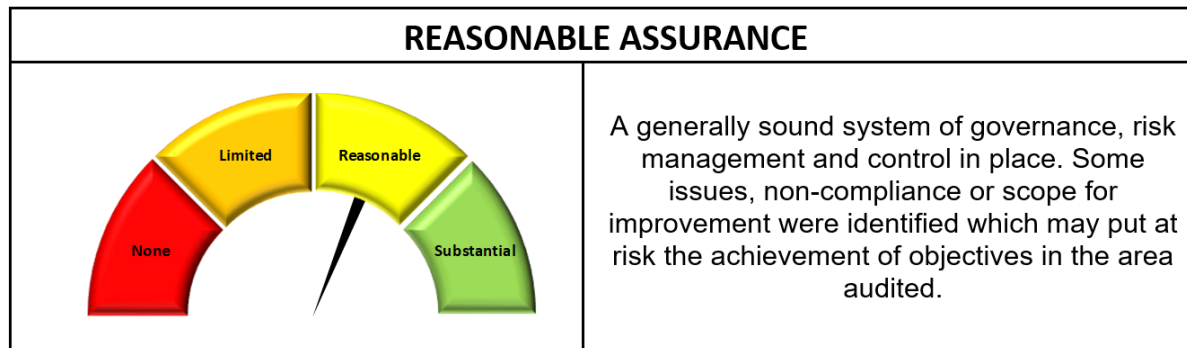 REASONABLE ASSURANCE
Limited
Reasonable
None
Substantial
A generally sound system of governance, risk
management and control in place. Some
issues, non-compliance or scope for
improvement were identified which may put at
risk the achievement of objectives in the area
audited.